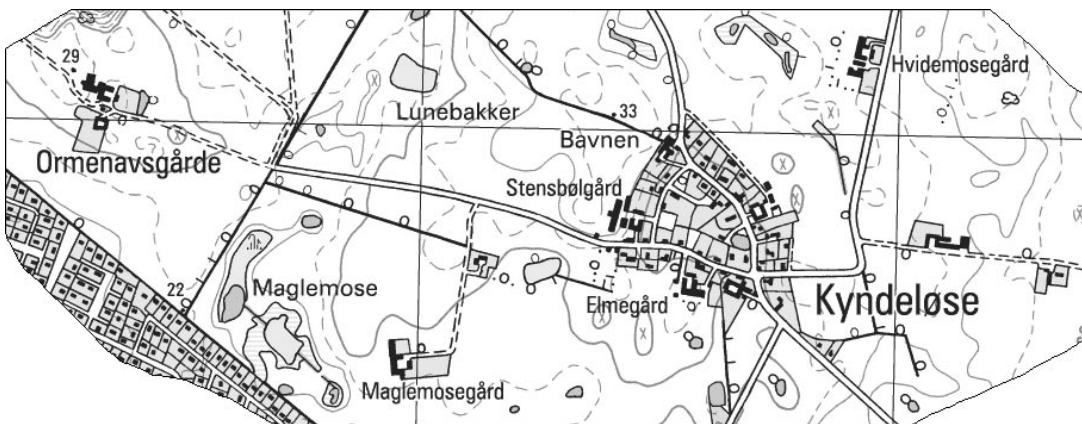 29
Ormenavsgårde
Lunebakker
33
Bavnen
Hvidemosegård
Stensbølgård
22
Maglemose
Elmegård
Kyndeløse
Maglemosegård